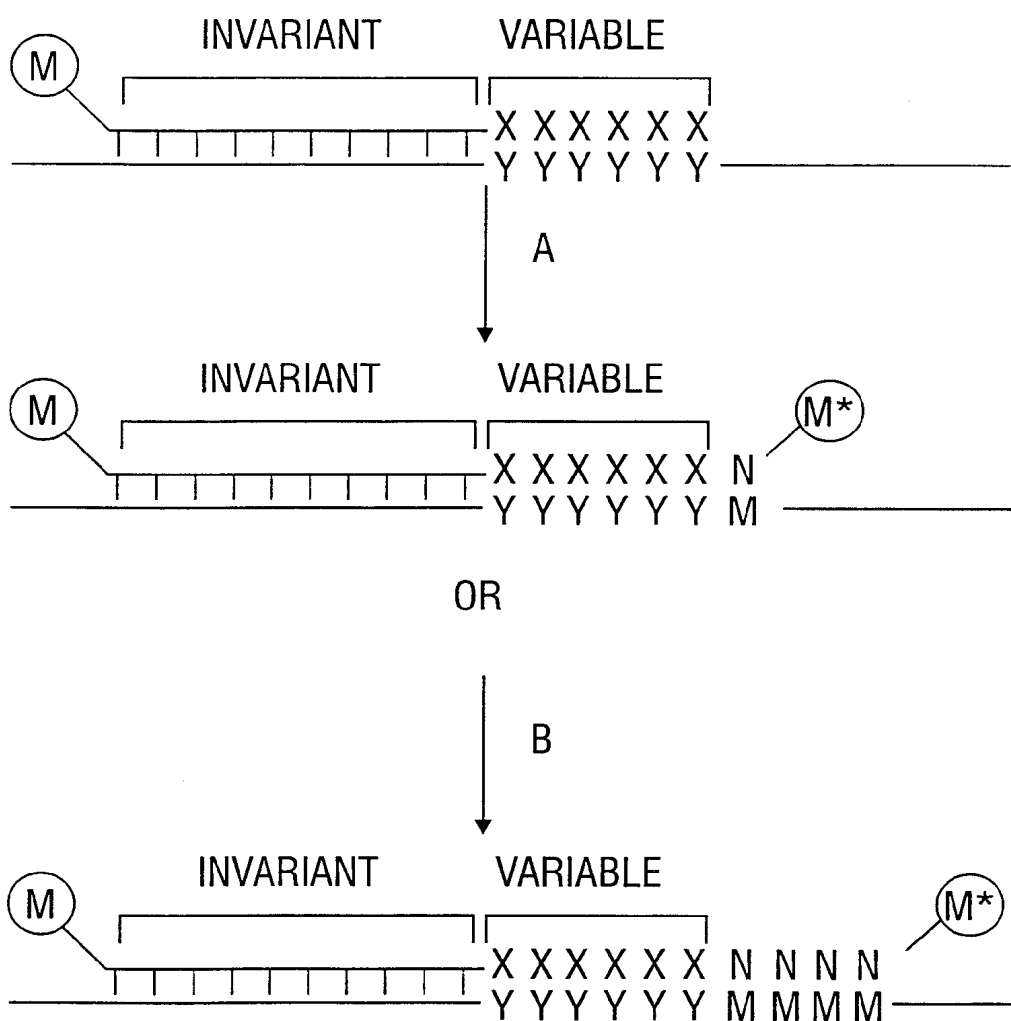 INVARIANT VARIABLE
M
X X X X X X
Y Y Y Y Y Y
A
INVARIANT VARIABLE
M M*
X X X X X X N
Y Y Y Y Y Y M
OR
B
INVARIANT VARIABLE
M M*
X X X X X X N N N N
Y Y Y Y Y Y M M M M